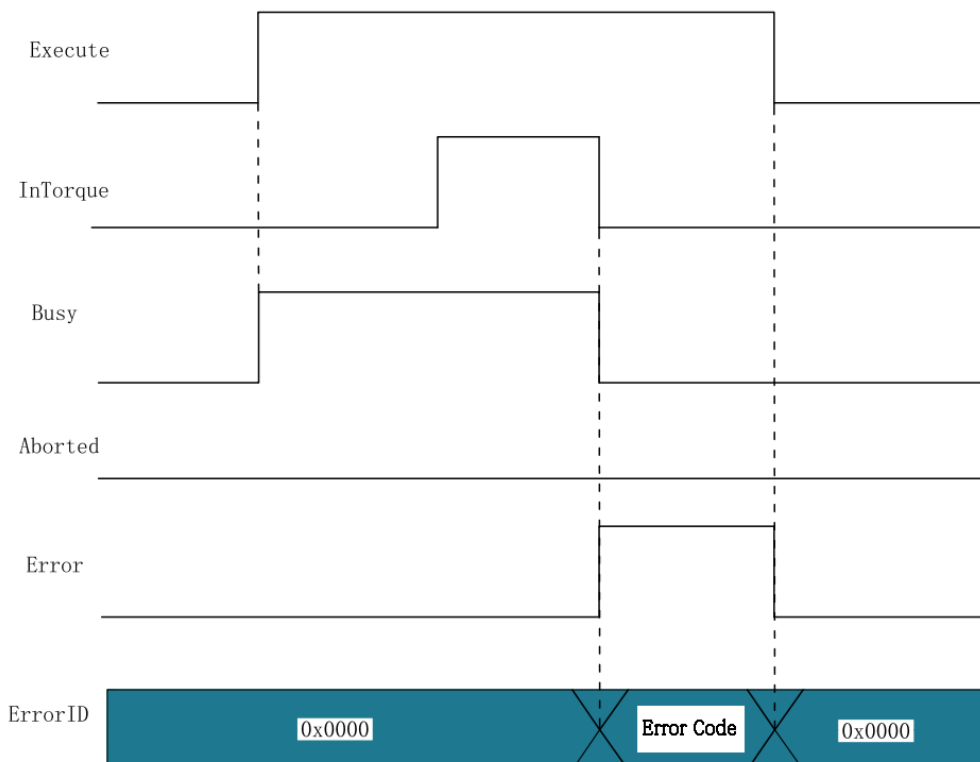 Execute
InTorque
Busy
Aborted
Error
ErrorID
0x0000
Error Code
0x0000